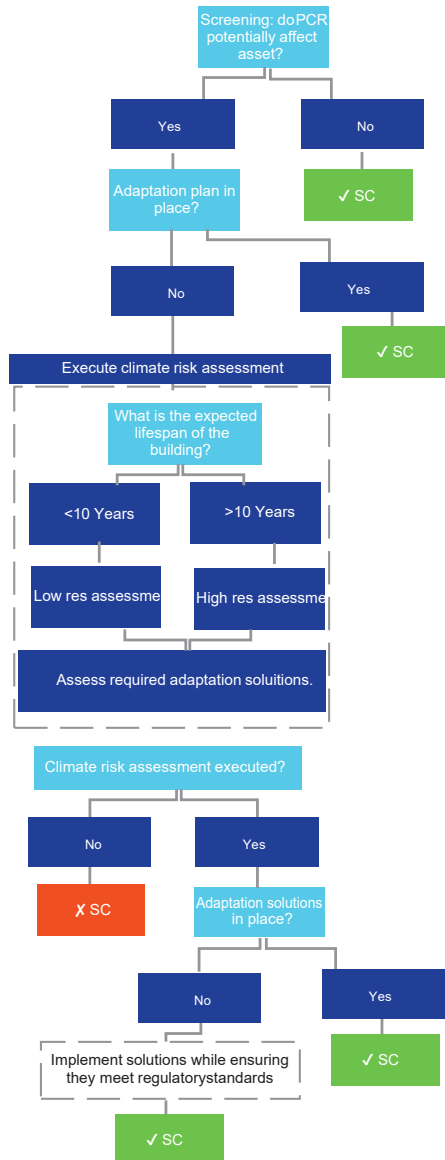 Screening: do PCR
potentially affect
asset?
Yes
No
✓ SC
Adaptation plan in
place?
No
Yes
✓ SC
Execute climate risk assessment
What is the expected
lifespan of the
building?
<10 Years
>10 Years
Low res assessme
High res assessme
Assess required adaptation soluitions.
Climate risk assessment executed?
No
Yes
✗ SC
Adaptation solutions
in place?
No
Yes
Implement solutions while ensuring
they meet regulatorystandards
✓ SC
✓ SC